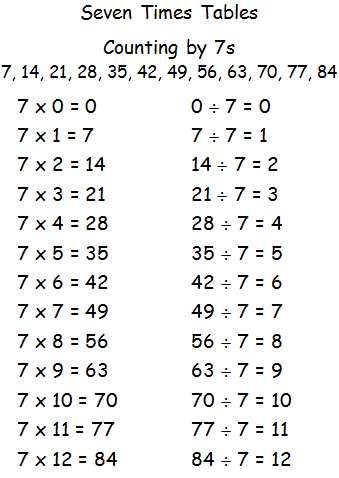 Seven Times Tables
Counting by 7s
7, 14, 21, 28, 35, 42, 49, 56, 63, 70, 77, 84
7 x 0 = 0 0 ÷ 7 = 0
7 x 1 = 7 7 ÷ 7 = 1
7 x 2 = 14 14 ÷ 7 = 2
7 x 3 = 21 21 ÷ 7 = 3
7 x 4 = 28 28 ÷ 7 = 4
7 x 5 = 35 35 ÷ 7 = 5
7 x 6 = 42 42 ÷ 7 = 6
7 x 7 = 49 49 ÷ 7 = 7
7 x 8 = 56 56 ÷ 7 = 8
7 x 9 = 63 63 ÷ 7 = 9
7 x 10 = 70 70 ÷ 7 = 10
7 x 11 = 77 77 ÷ 7 = 11
7 x 12 = 84 84 ÷ 7 = 12